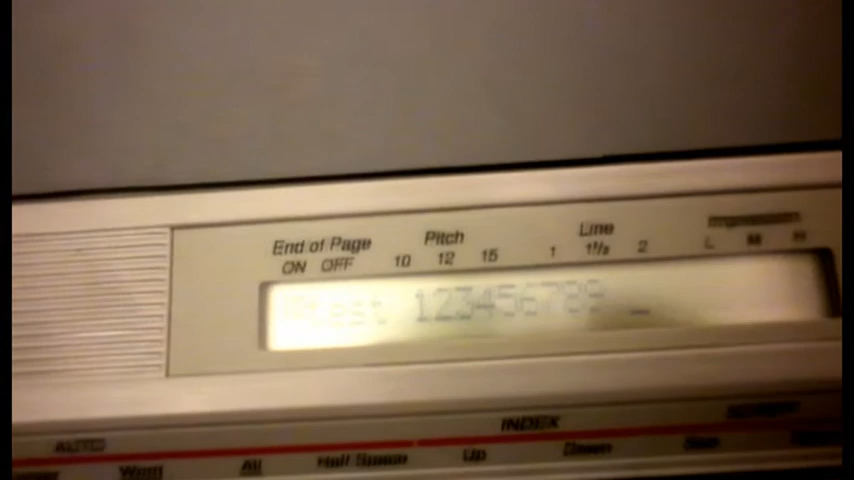 End of Page Pitch Line
ON OFF 10 12 15 1 1½ 2 L M H
Test 123456789 _
AUTO INDEX
Word All Half Space Up Down